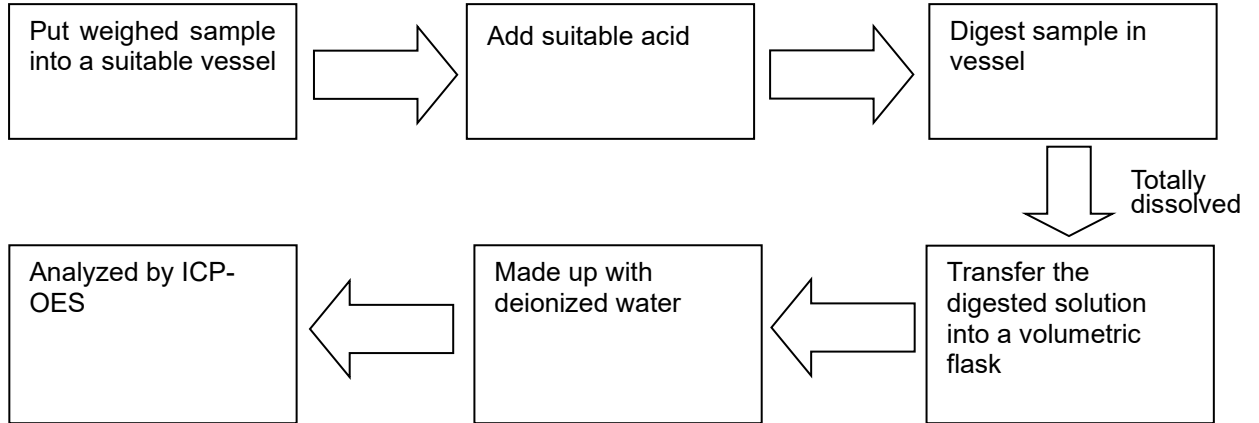 Put weighed sample
into a suitable vessel
Add suitable acid
Digest sample in
vessel
Totally
dissolved
Transfer the
digested solution
into a volumetric
flask
Made up with
deionized water
Analyzed by ICP-
OES